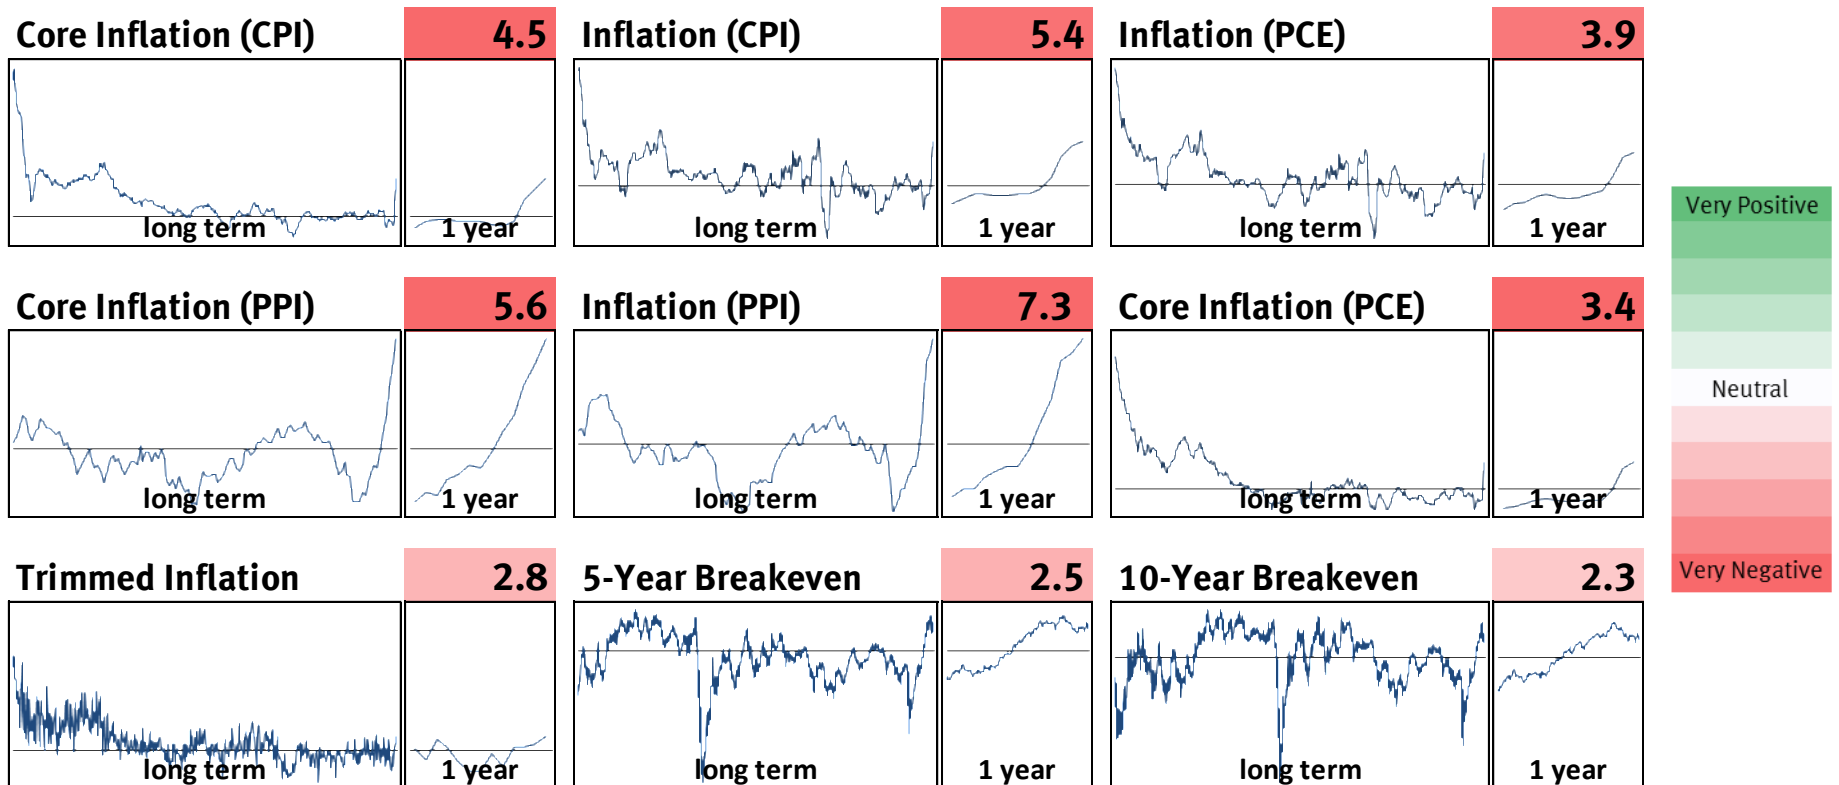 Core Inflation (CPI) 4.5
long term 1 year
Inflation (CPI) 5.4
long term 1 year
Inflation (PCE) 3.9
long term 1 year
Core Inflation (PPI) 5.6
long term 1 year
Inflation (PPI) 7.3
long term 1 year
Core Inflation (PCE) 3.4
long term 1 year
Trimmed Inflation 2.8
long term 1 year
5-Year Breakeven 2.5
long term 1 year
10-Year Breakeven 2.3
long term 1 year
Very Positive
Neutral
Very Negative